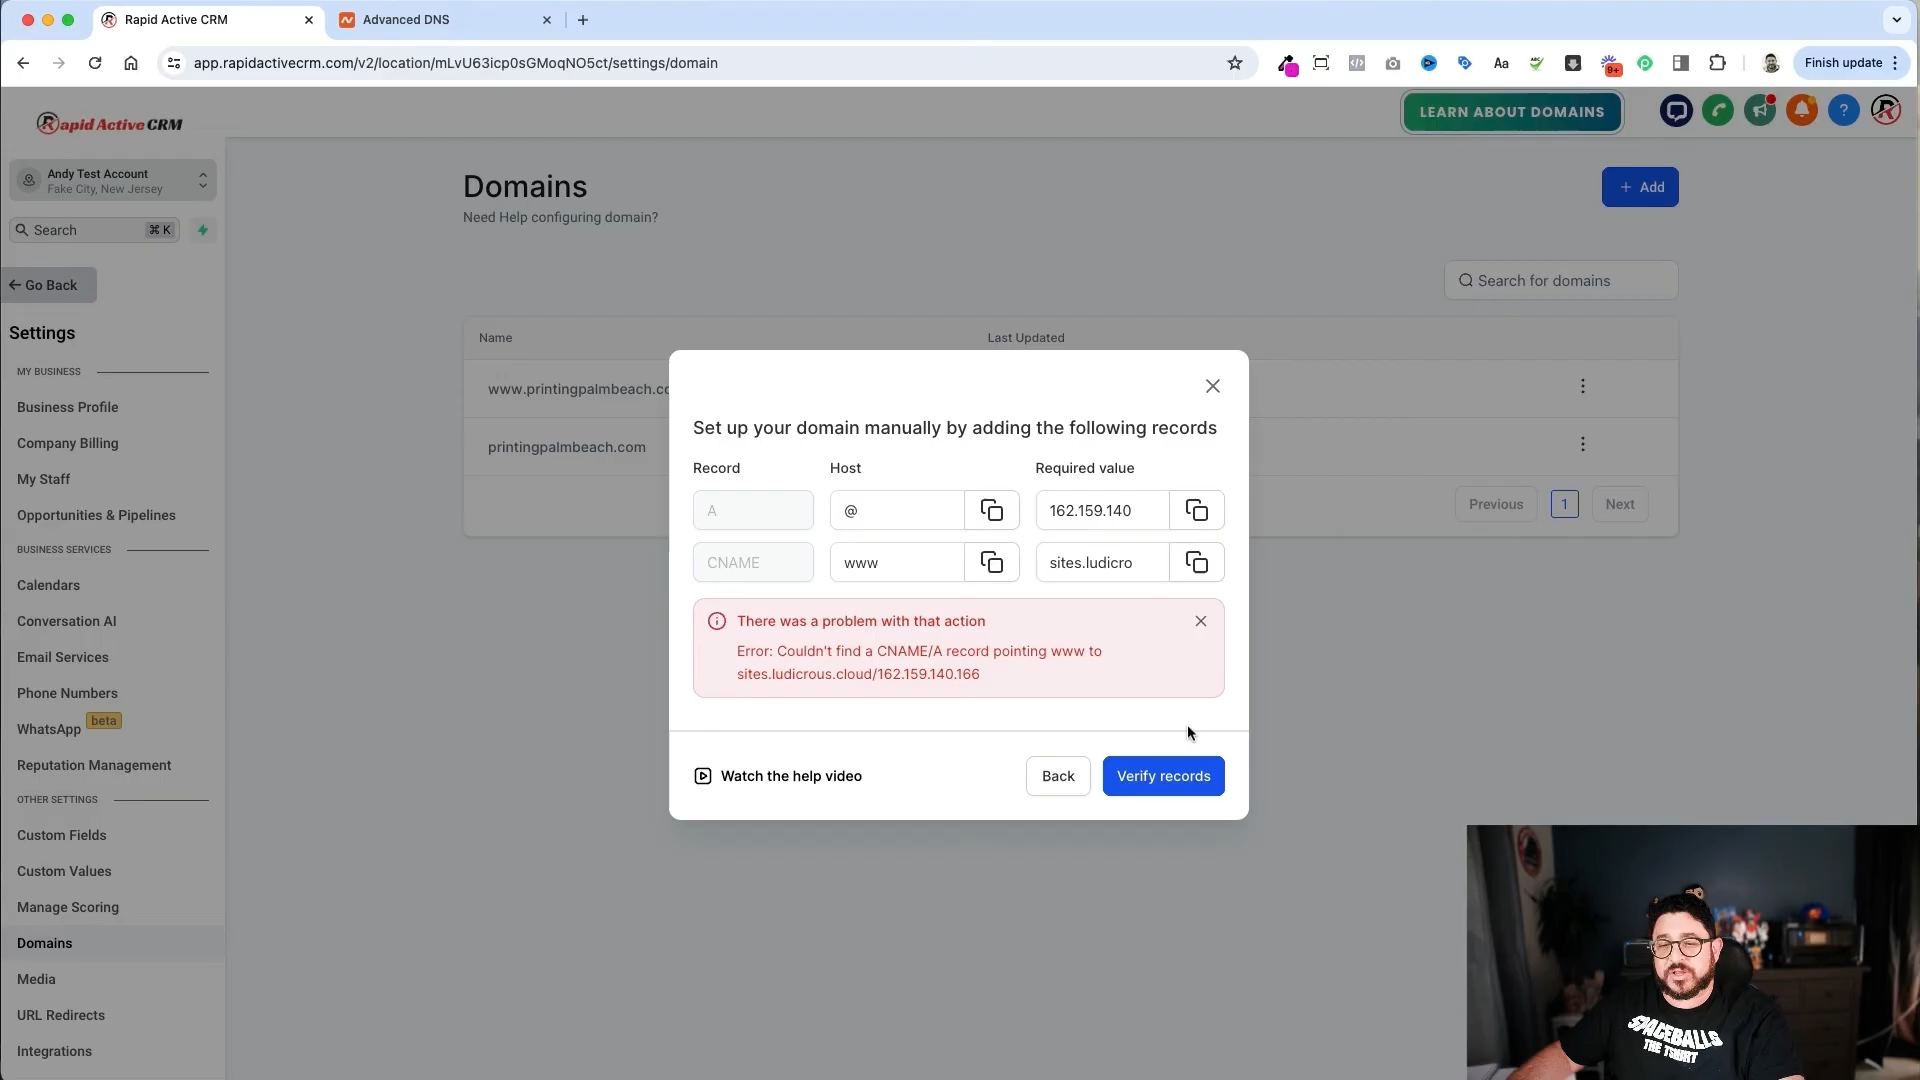 Rapid Active CRM
Advanced DNS
app.rapidactivecrm.com/v2/location/mLvU63icp0sGMoqNO5ct/settings/domain
Aa
9+
Finish update
Rapid Active CRM
LEARN ABOUT DOMAINS
?
Andy Test Account
Fake City, New Jersey
Search
⌘ K
Go Back
Settings
MY BUSINESS
Business Profile
Company Billing
My Staff
Opportunities & Pipelines
BUSINESS SERVICES
Calendars
Conversation AI
Email Services
Phone Numbers
WhatsApp beta
Reputation Management
OTHER SETTINGS
Custom Fields
Custom Values
Manage Scoring
Domains
Media
URL Redirects
Integrations
Domains
Need Help configuring domain?
+ Add
Search for domains
Name
Last Updated
www.printingpalmbeach.co
printingpalmbeach.com
Previous
1
Next
Set up your domain manually by adding the following records
Record
Host
Required value
A
@
162.159.140
CNAME
www
sites.ludicro
There was a problem with that action
Error: Couldn't find a CNAME/A record pointing www to
sites.ludicrous.cloud/162.159.140.166
Watch the help video
Back
Verify records
SPACEBALLS
THE TSHIRT